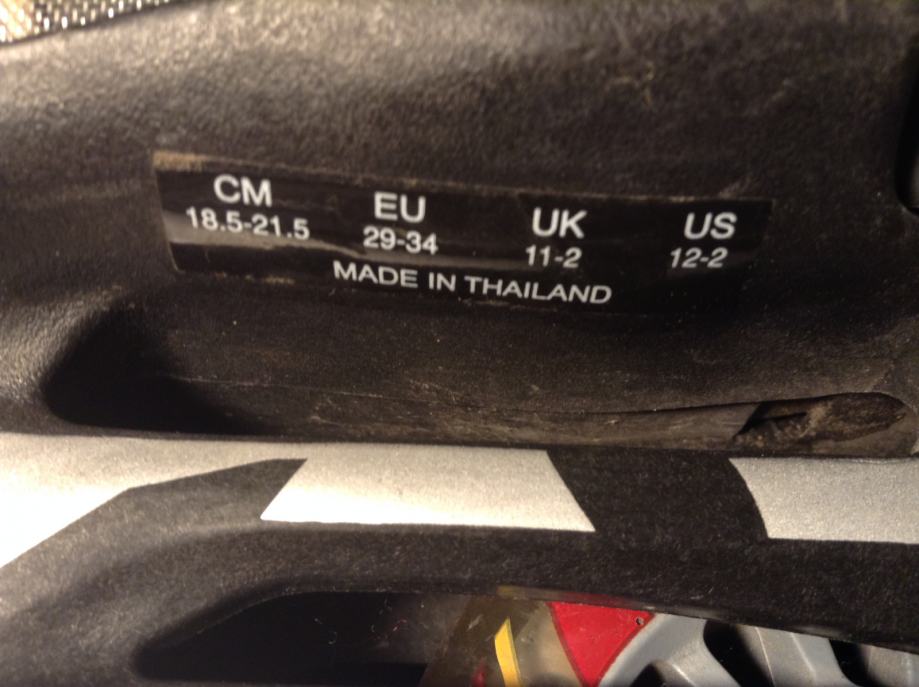 CM EU UK US
18.5-21.5 29-34 11-2 12-2
MADE IN THAILAND